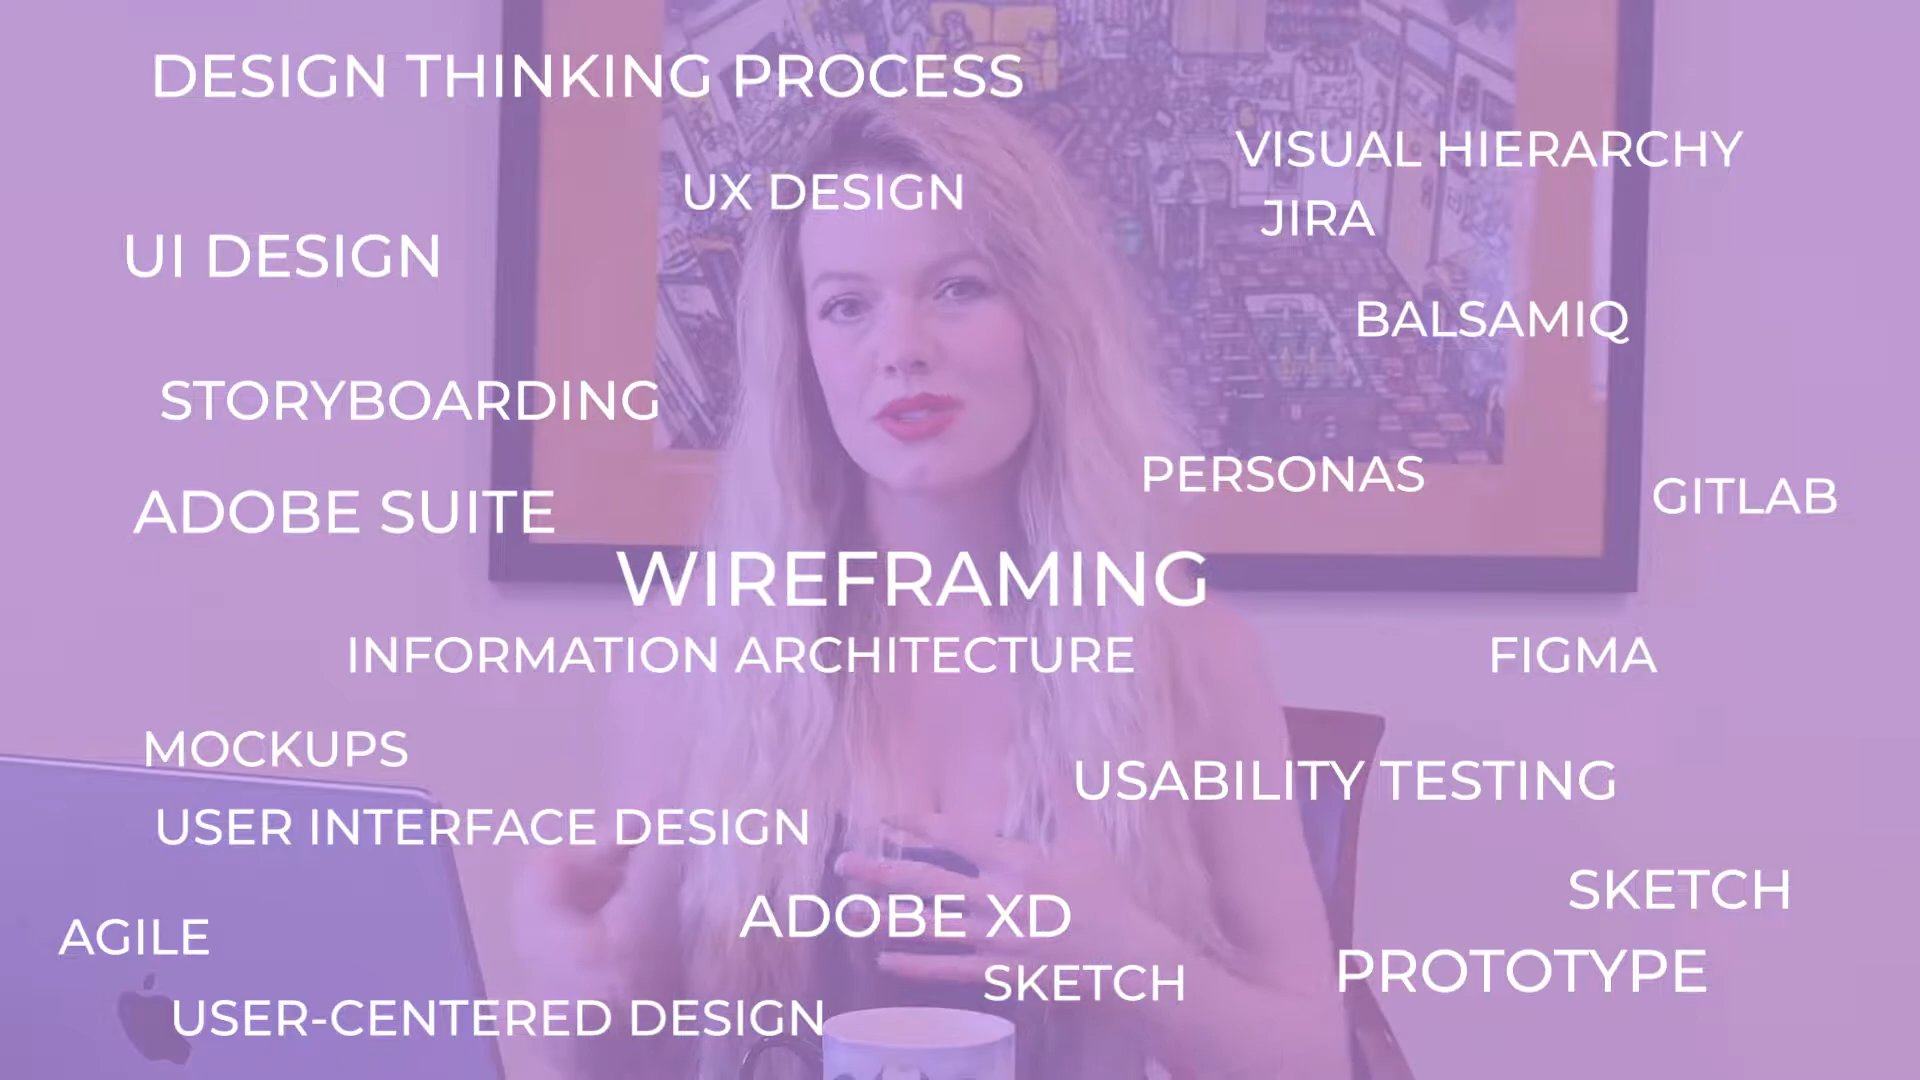 DESIGN THINKING PROCESS
VISUAL HIERARCHY
UX DESIGN
JIRA
UI DESIGN
BALSAMIQ
STORYBOARDING
PERSONAS
GITLAB
ADOBE SUITE
WIREFRAMING
INFORMATION ARCHITECTURE
FIGMA
MOCKUPS
USABILITY TESTING
USER INTERFACE DESIGN
SKETCH
ADOBE XD
AGILE
PROTOTYPE
SKETCH
USER-CENTERED DESIGN